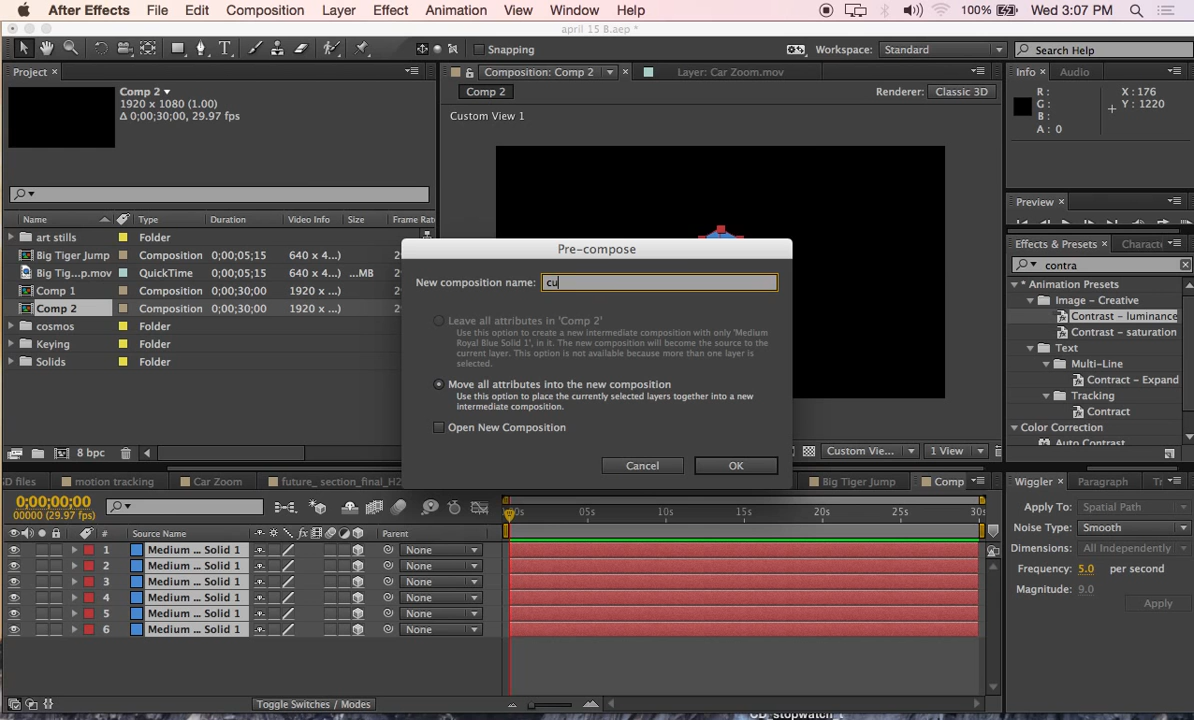 After Effects File Edit Composition Layer Effect Animation View Window Help 100% Wed 3:07 PM
april 15 B.aep *
Snapping Workspace: Standard Search Help
Project × Composition: Comp 2 × Layer: Car Zoom.mov Info × Audio
Comp 2 Renderer: Classic 3D R: X: 176
Comp 2 G: Y: 1220
1920 x 1080 (1.00) B:
Δ 0;00;30;00, 29.97 fps Custom View 1 A: 0
Name Type Duration Video Info Size Frame Rat Preview ×
art stills Folder
Big Tiger Jump Composition 0;00;05;15 640 x 4...)
Big Tig...p.mov QuickTime 0;00;05;15 640 x 4...) ...MB
Comp 1 Composition 0;00;30;00 1920 x...)
Comp 2 Composition 0;00;30;00 1920 x...)
cosmos Folder
Keying Folder
Solids Folder
8 bpc
Pre-compose
New composition name: cu
Leave all attributes in 'Comp 2'
Use this option to create a new intermediate composition with only 'Medium
Royal Blue Solid 1', in it. The new composition will become the source to the
current layer. This option is not available because more than one layer is
selected.
Move all attributes into the new composition
Use this option to place the currently selected layers together into a new
intermediate composition.
Open New Composition
Cancel OK
Effects & Presets × Charact
contra
* Animation Presets
Image - Creative
Contrast - luminance
Contrast - saturation
Text
Multi-Line
Contract - Expand
Tracking
Contract
Color Correction
Auto Contrast
Custom Vie... 1 View
D files motion tracking Car Zoom future_ section_final_H2 Big Tiger Jump Comp
0;00;00;00
00000 (29.97 fps) 05s 10s 15s 20s 25s 30s
# Source Name fx Parent
1 Medium ... Solid 1 None
2 Medium ... Solid 1 None
3 Medium ... Solid 1 None
4 Medium ... Solid 1 None
5 Medium ... Solid 1 None
6 Medium ... Solid 1 None
Toggle Switches / Modes
Wiggler × Paragraph Tr
Apply To: Spatial Path
Noise Type: Smooth
Dimensions: All Independently
Frequency: 5.0 per second
Magnitude: 9.0
Apply